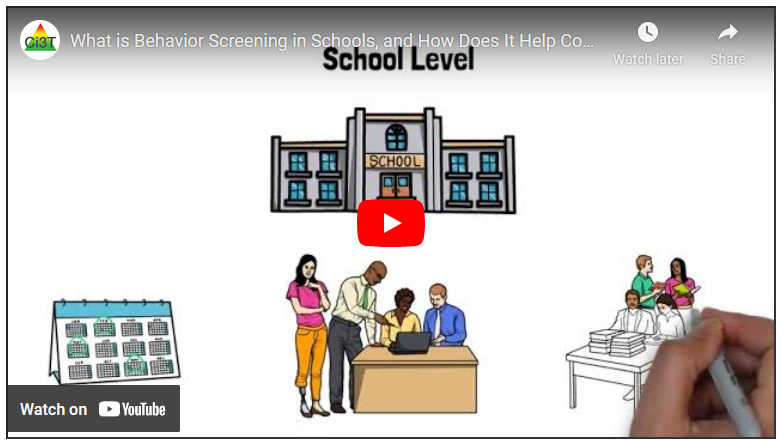 Ci3T
What is Behavior Screening in Schools, and How Does It Help Co...
Watch later
Share
School Level
SCHOOL
Watch on YouTube